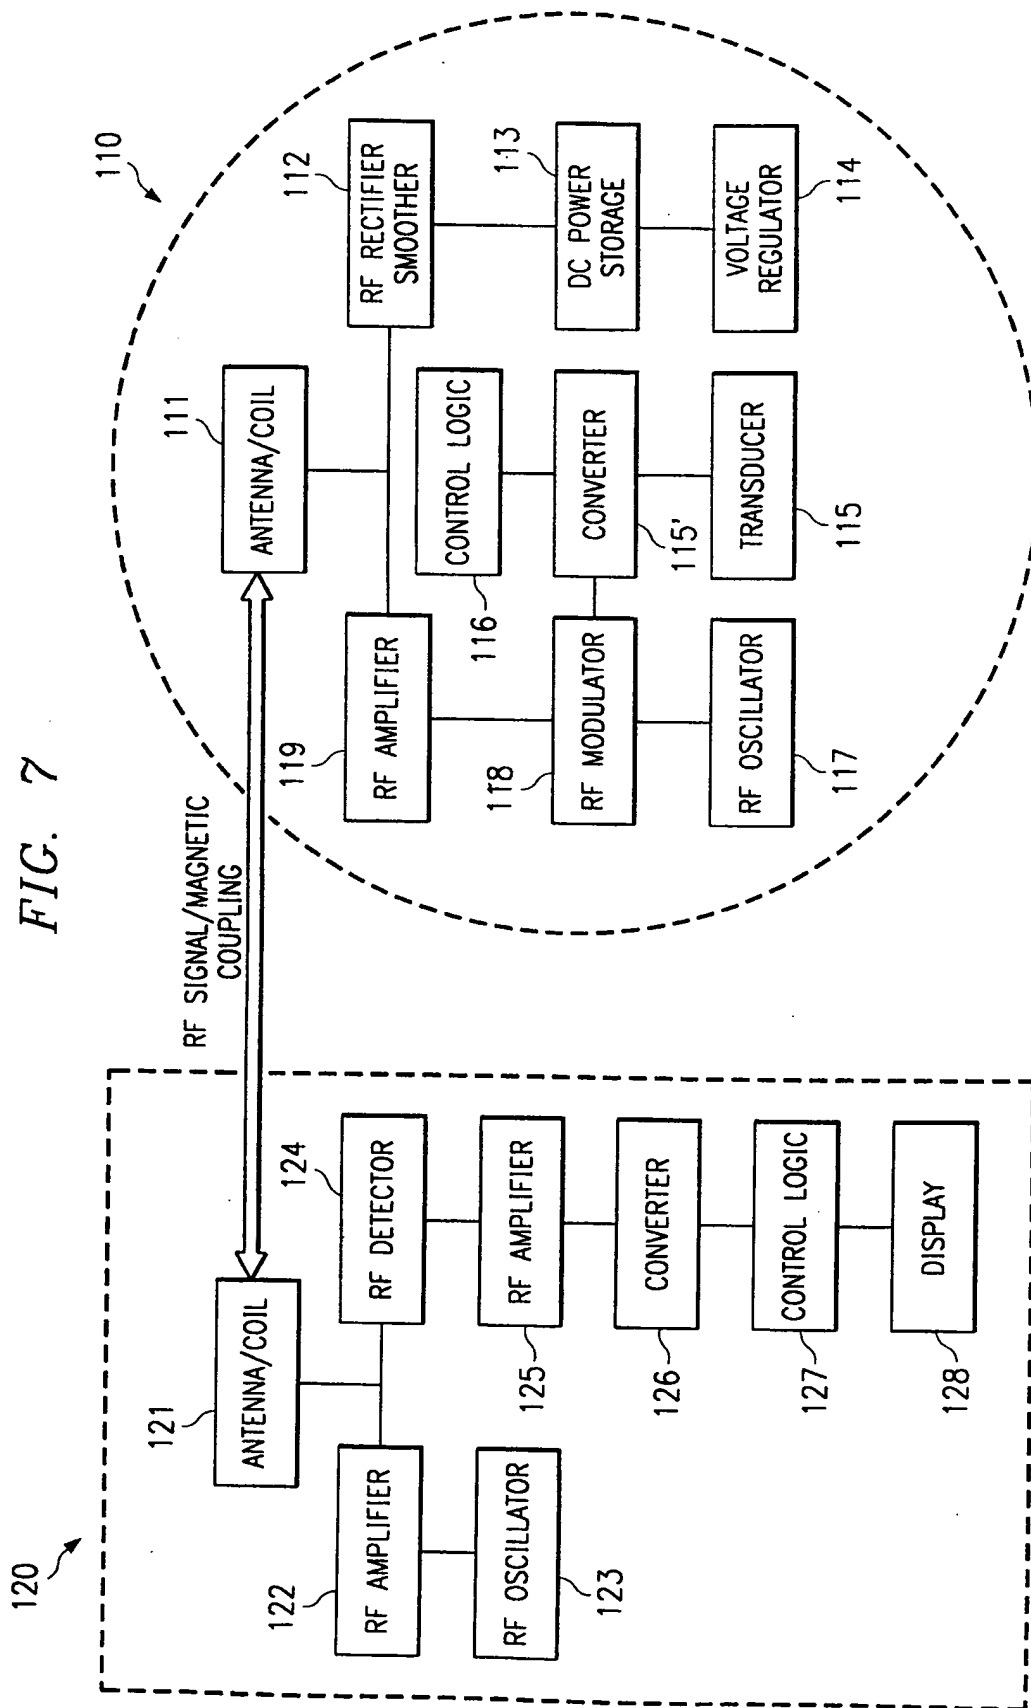 FIG. 7
120
121
ANTENNA/COIL
RF SIGNAL/MAGNETIC
COUPLING
122
RF AMPLIFIER
124
RF DETECTOR
RF OSCILLATOR
123
125
RF AMPLIFIER
126
CONVERTER
127
CONTROL LOGIC
128
DISPLAY
110
111
ANTENNA/COIL
119
RF AMPLIFIER
112
RF RECTIFIER
SMOOTHER
116
CONTROL LOGIC
118
RF MODULATOR
CONVERTER
115'
113
DC POWER
STORAGE
RF OSCILLATOR
117
TRANSDUCER
115
VOLTAGE
REGULATOR
114